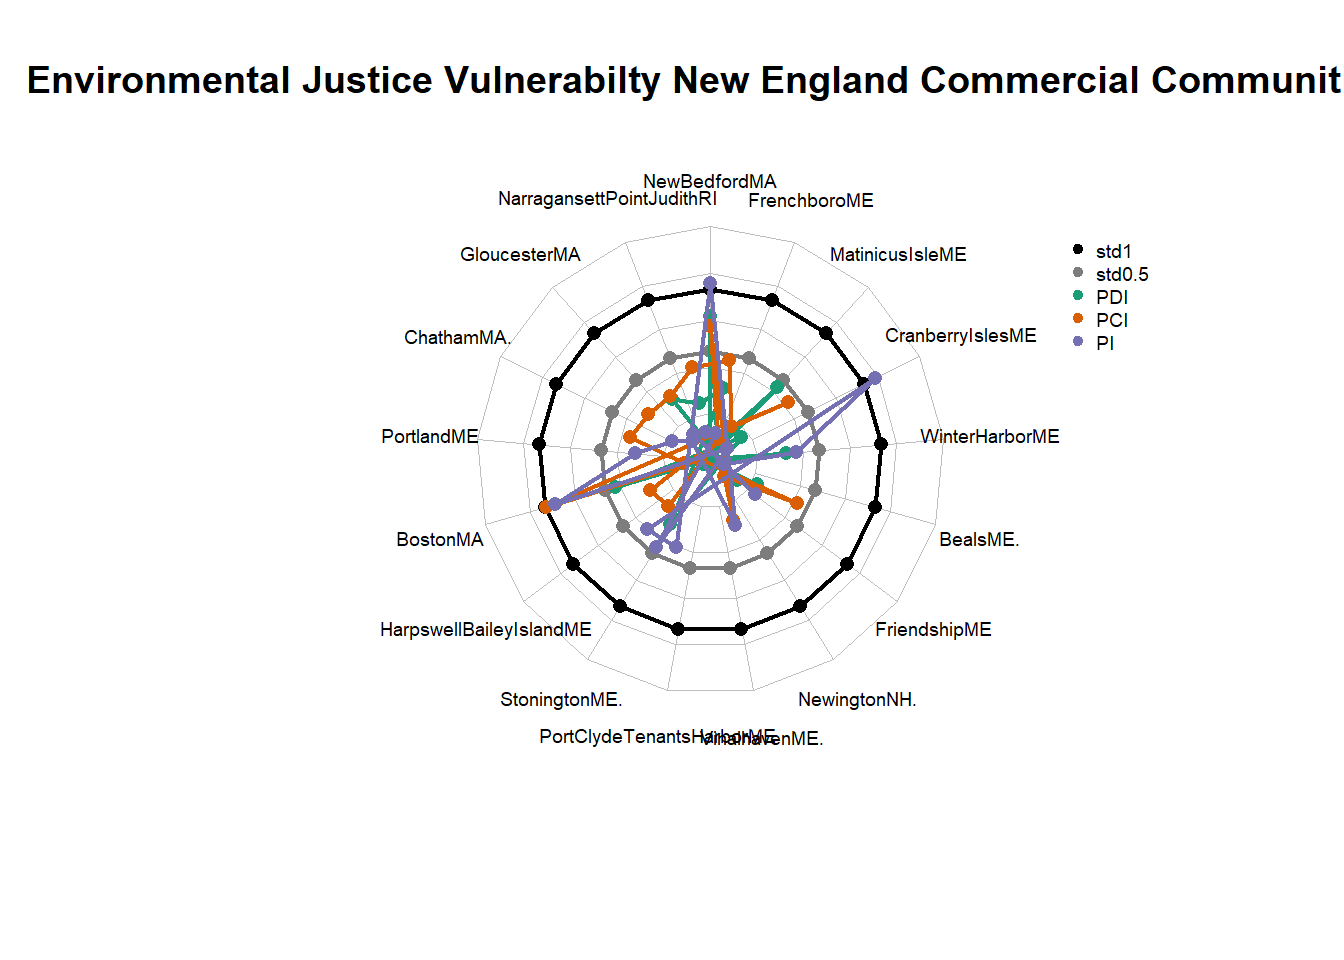 Environmental Justice Vulnerabilty New England Commercial Communit
NewBedfordMA
NarragansettPointJudithRI
FrenchboroME
GloucesterMA
MatinicusIsleME
ChathamMA.
CranberryIslesME
PortlandME
WinterHarborME
BostonMA
BealsME.
HarpswellBaileyIslandME
FriendshipME
StoningtonME.
NewingtonNH.
PortClydeTenantsHarborME
VinalhavenME.
std1
std0.5
PDI
PCI
PI